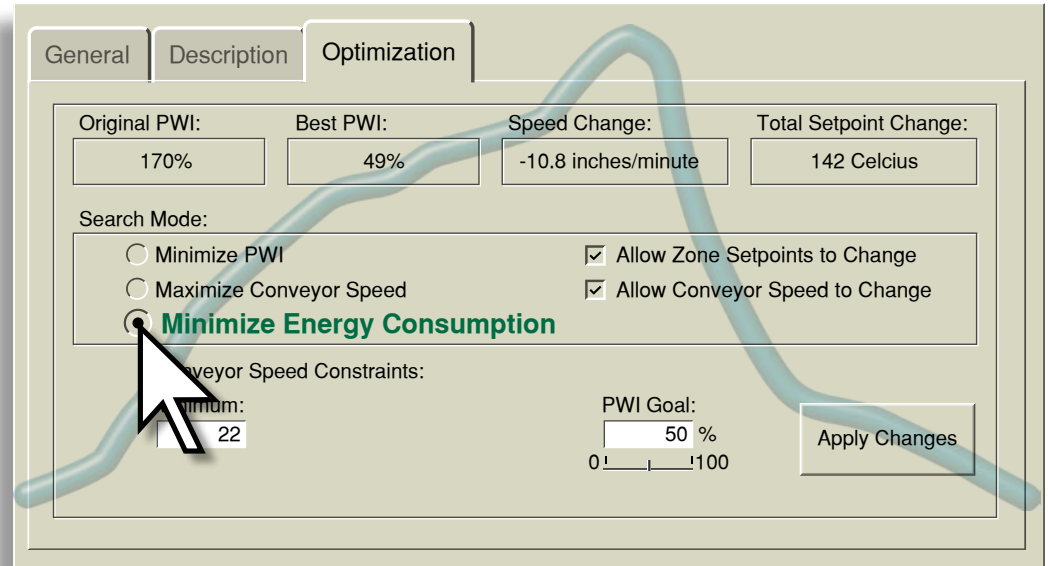 General Description Optimization
Original PWI: Best PWI: Speed Change: Total Setpoint Change:
170% 49% -10.8 inches/minute 142 Celcius
Search Mode:
Minimize PWI Allow Zone Setpoints to Change
Maximize Conveyor Speed Allow Conveyor Speed to Change
Minimize Energy Consumption
Speed Constraints:
PWI Goal:
22 50 % Apply Changes
0 100